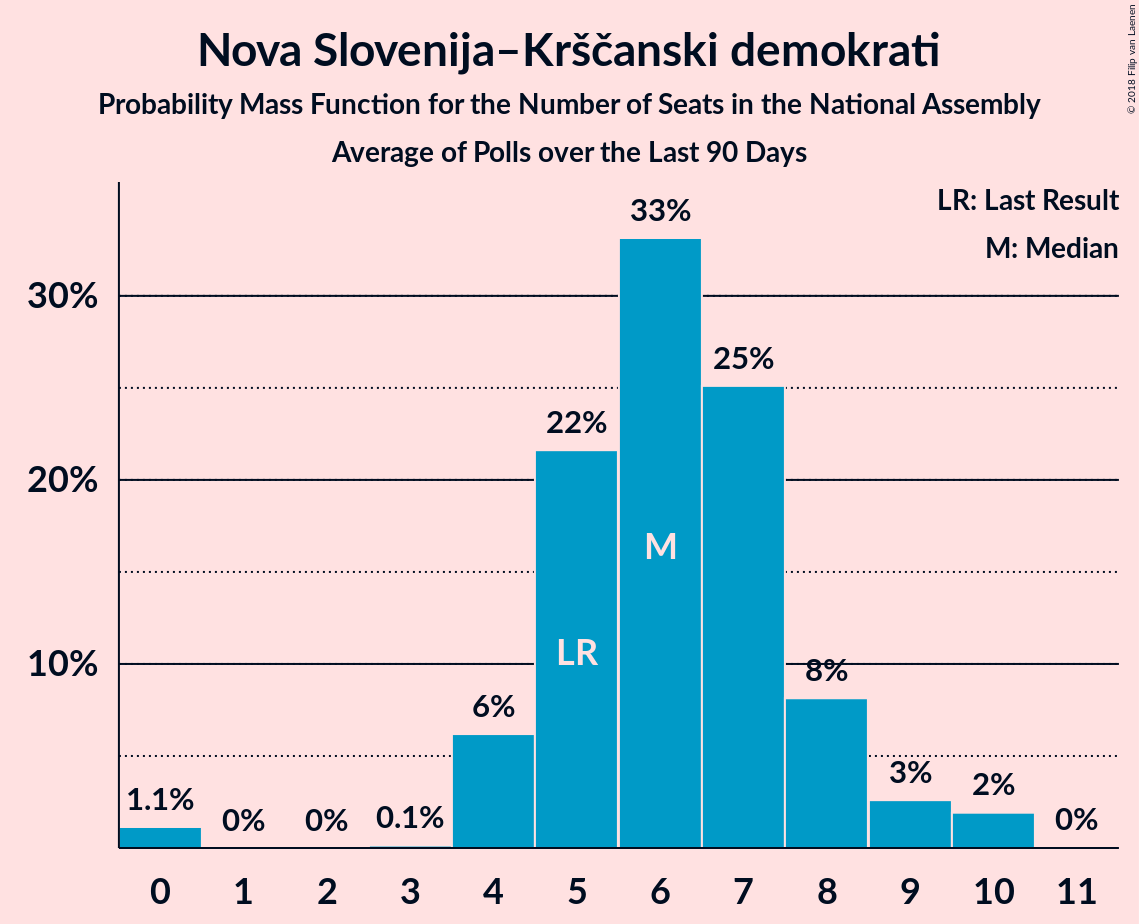 Nova Slovenija–Krščanski demokrati
Probability Mass Function for the Number of Seats in the National Assembly
Average of Polls over the Last 90 Days
© 2018 Filip van Laenen
LR: Last Result
M: Median
33%
30%
25%
22%
20%
M
LR
10%
8%
6%
3%
2%
1.1%
0%
0%
0.1%
0%
0 1 2 3 4 5 6 7 8 9 10 11